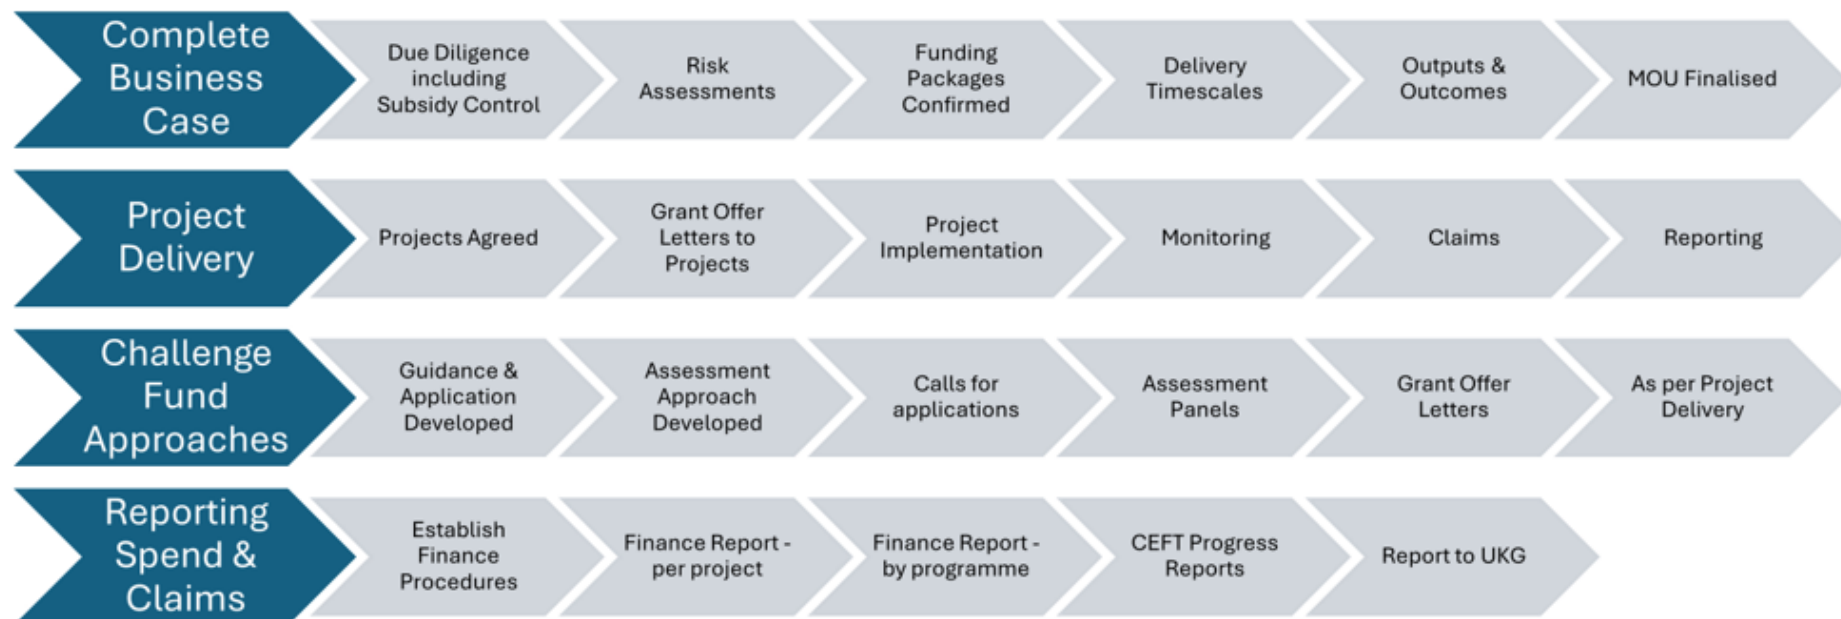 Complete
Business
Case
Due Diligence
including
Subsidy Control
Risk
Assessments
Funding
Packages
Confirmed
Delivery
Timescales
Outputs &
Outcomes
MOU Finalised
Project
Delivery
Projects Agreed
Grant Offer
Letters to
Projects
Project
Implementation
Monitoring
Claims
Reporting
Challenge
Fund
Approaches
Guidance &
Application
Developed
Assessment
Approach
Developed
Calls for
applications
Assessment
Panels
Grant Offer
Letters
As per Project
Delivery
Reporting
Spend &
Claims
Establish
Finance
Procedures
Finance Report -
per project
Finance Report -
by programme
CEFT Progress
Reports
Report to UKG